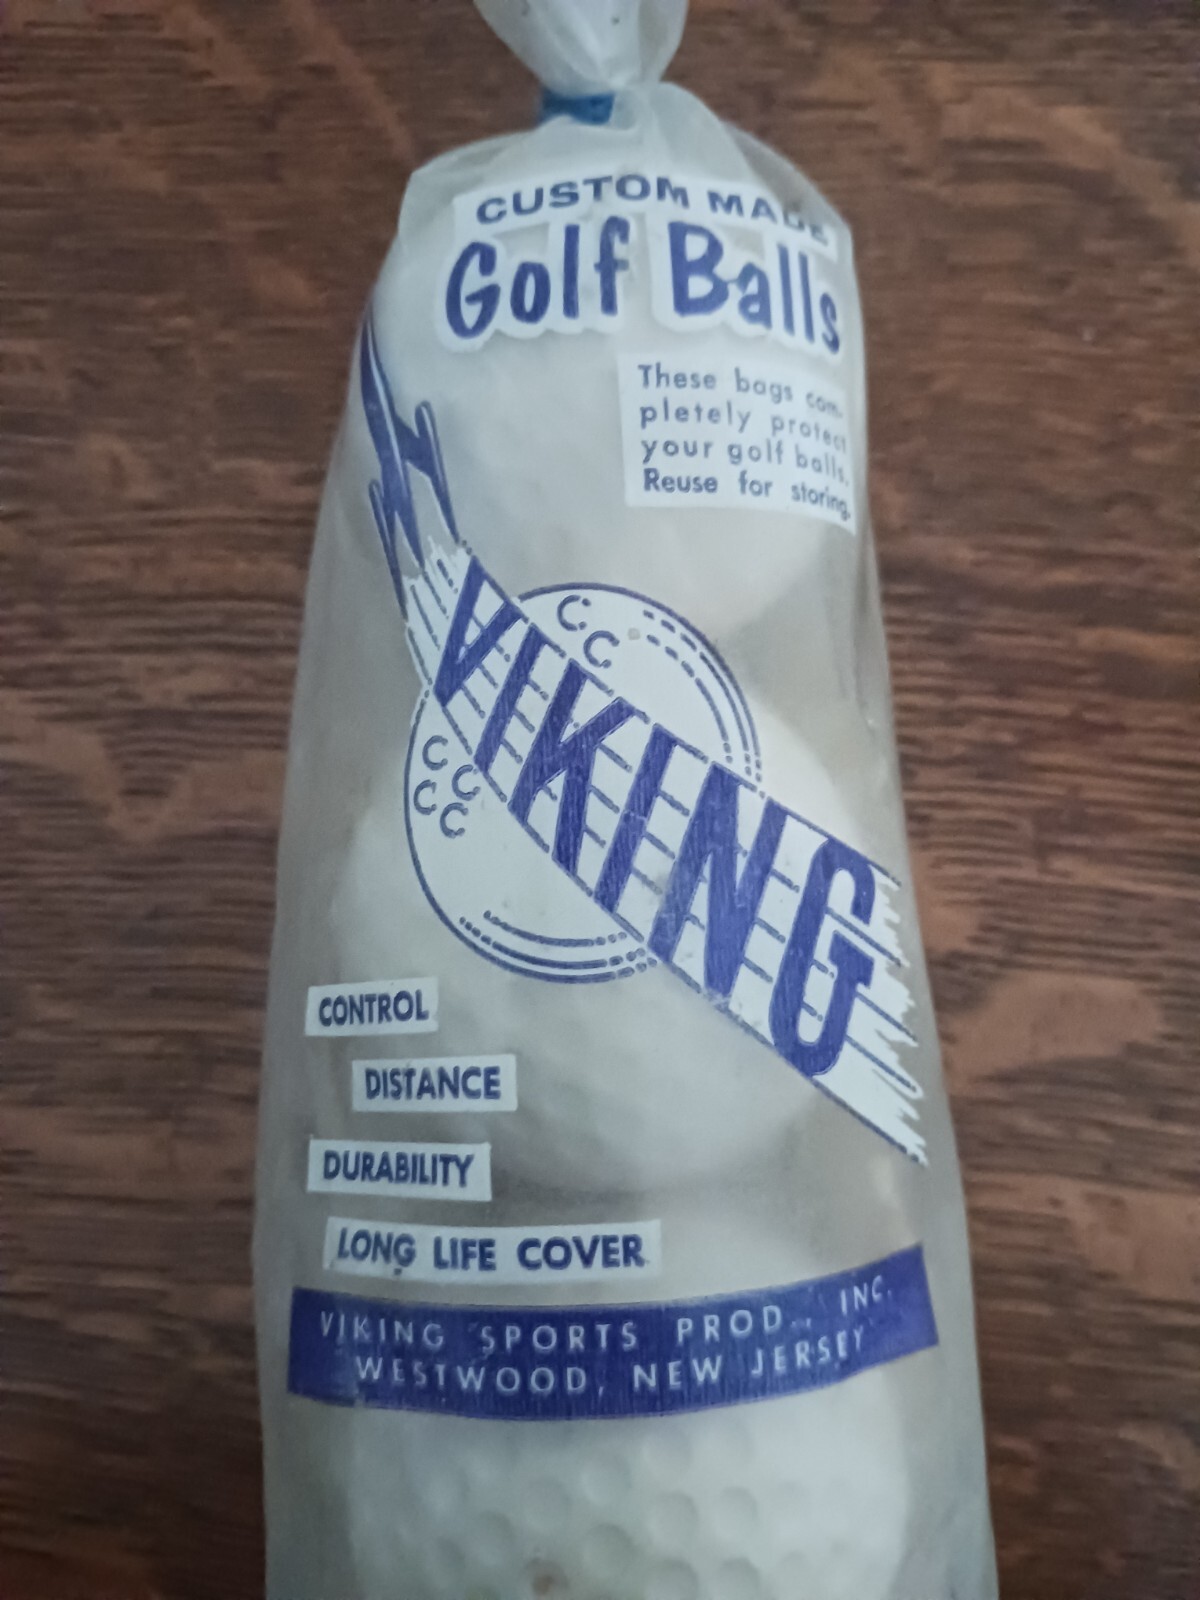 CUSTOM MADE
Golf Balls
These bags com-
pletely protect
your golf balls.
Reuse for storing.
VIKING
CONTROL
DISTANCE
DURABILITY
LONG LIFE COVER
VIKING SPORTS PROD., INC.
WESTWOOD, NEW JERSEY